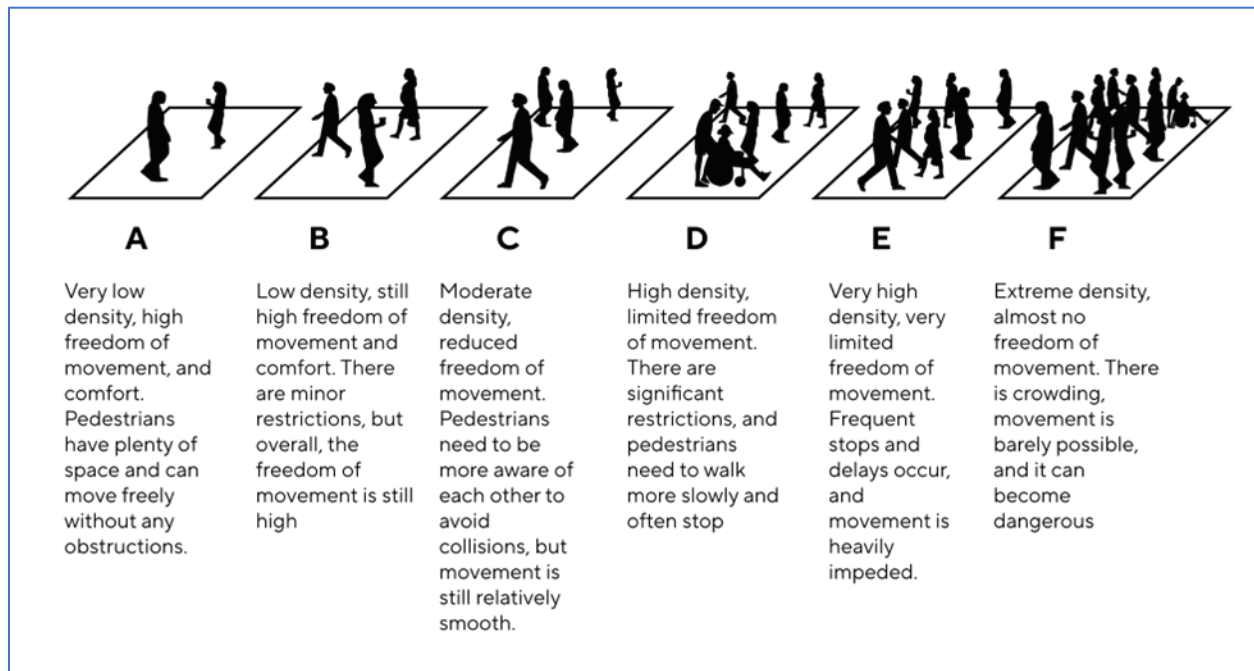 A
Very low
density, high
freedom of
movement, and
comfort.
Pedestrians
have plenty of
space and can
move freely
without any
obstructions.
B
Low density, still
high freedom of
movement and
comfort. There
are minor
restrictions, but
overall, the
freedom of
movement is still
high
C
Moderate
density,
reduced
freedom of
movement.
Pedestrians
need to be
more aware of
each other to
avoid
collisions, but
movement is
still relatively
smooth.
D
High density,
limited freedom
of movement.
There are
significant
restrictions, and
pedestrians
need to walk
more slowly and
often stop
E
Very high
density, very
limited
freedom of
movement.
Frequent
stops and
delays occur,
and
movement is
heavily
impeded.
F
Extreme density,
almost no
freedom of
movement. There
is crowding,
movement is
barely possible,
and it can
become
dangerous